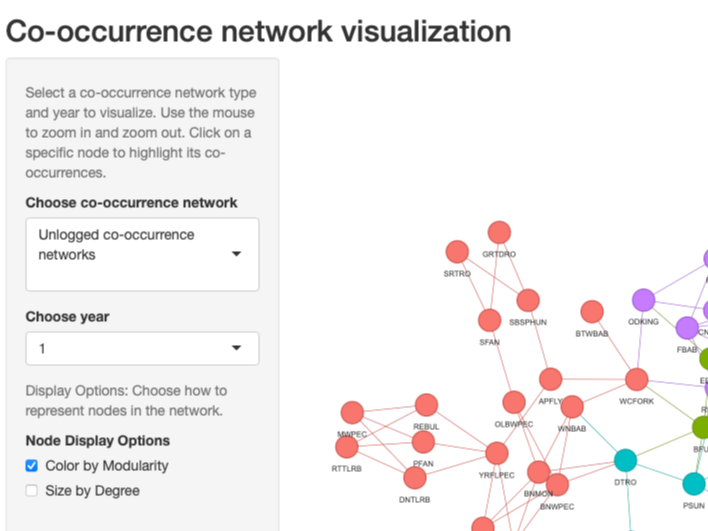 Co-occurrence network visualization
Select a co-occurrence network type
and year to visualize. Use the mouse
to zoom in and zoom out. Click on a
specific node to highlight its co-
occurrences.
Choose co-occurrence network
Unlogged co-occurrence
networks
Choose year
1
Display Options: Choose how to
represent nodes in the network.
Node Display Options
Color by Modularity
Size by Degree
GRTDRO
SRTRO
SBSPHUN
ODKING
BTWBAB
SFAN
FBAB
APFLY
WCFORK
OLBWPEC
WNBAB
REBUL
MWPEC
BFU
PFAN
RTTLRB
YRFLPEC
DTRO
DNTLRB
BNMON
BNWPEC
PSUN